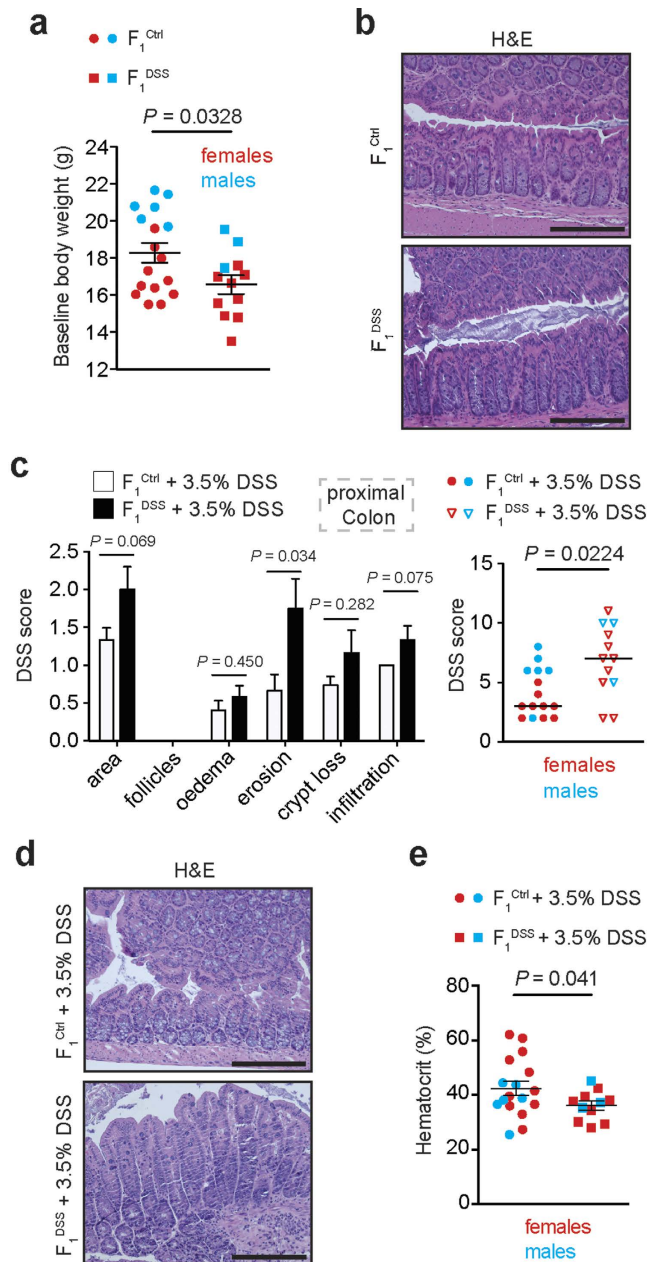 a
F1Ctrl
F1DSS
P = 0.0328
females
males
Baseline body weight (g)
24
22
20
18
16
14
12
b
H&E
F1Ctrl
F1DSS
c
F1Ctrl + 3.5% DSS
F1DSS + 3.5% DSS
proximal
Colon
F1Ctrl + 3.5% DSS
F1DSS + 3.5% DSS
DSS score
2.5
2.0
1.5
1.0
0.5
0.0
P = 0.069
P = 0.450
P = 0.034
P = 0.282
P = 0.075
area
follicles
oedema
erosion
crypt loss
infiltration
P = 0.0224
DSS score
15
10
5
0
females
males
d
H&E
F1Ctrl + 3.5% DSS
F1DSS + 3.5% DSS
e
F1Ctrl + 3.5% DSS
F1DSS + 3.5% DSS
P = 0.041
Hematocrit (%)
80
60
40
20
0
females
males